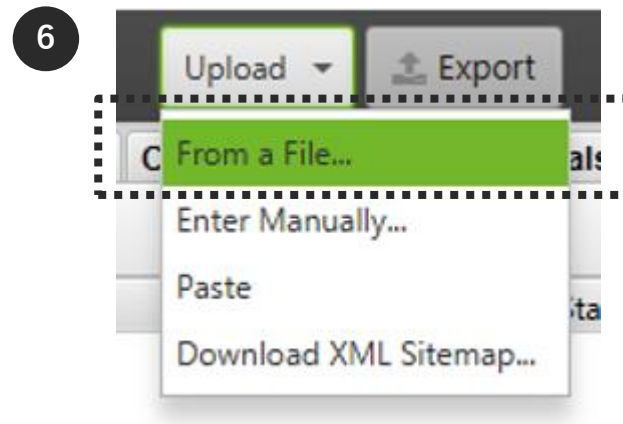 6
Upload Export
From a File...
Enter Manually...
Paste
Download XML Sitemap...